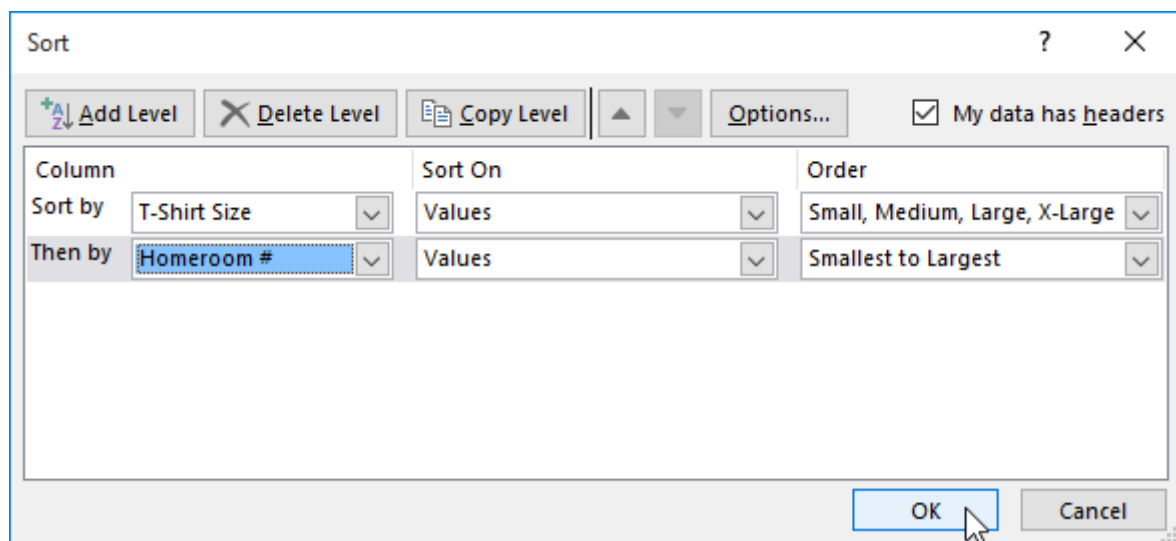 Sort ?
Add Level Delete Level Copy Level Options... My data has headers
Column Sort On Order
Sort by T-Shirt Size Values Small, Medium, Large, X-Large
Then by Homeroom # Values Smallest to Largest
OK Cancel